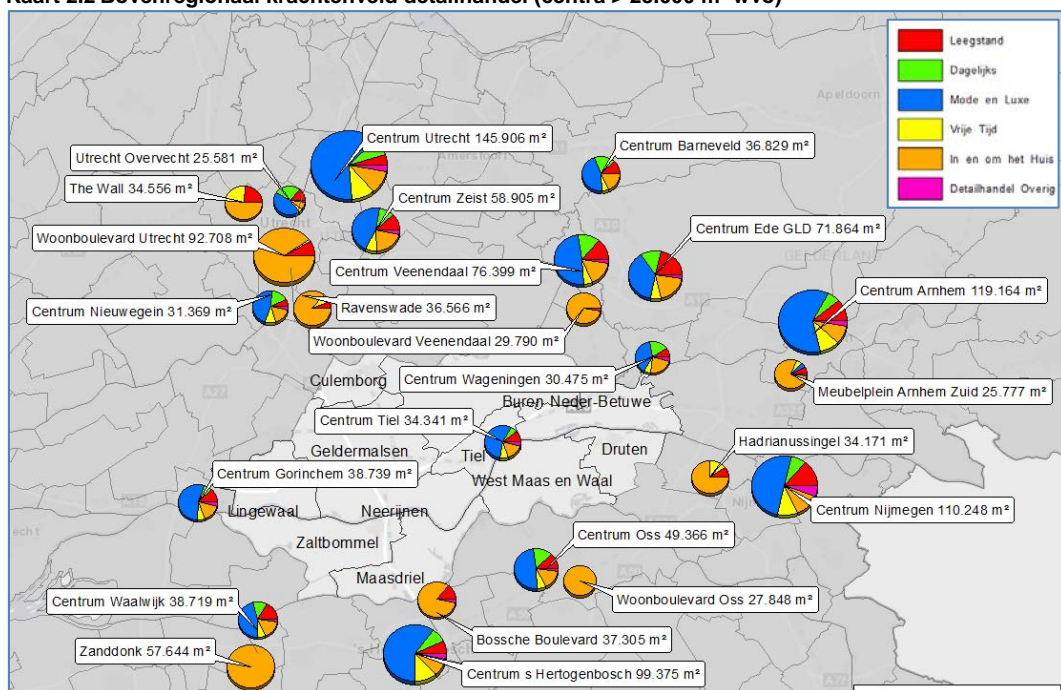 Kaart 2.2 Bovenregionaal krachtenveld detailhandel (centra > 25.000 m² wvo)
Leegstand
Dagelijks
Mode en Luxe
Vrije Tijd
In en om het Huis
Detailhandel Overig
Apeldoorn
Centrum Utrecht 145.906 m²
Amersfoort
Utrecht Overvecht 25.581 m²
Centrum Barneveld 36.829 m²
The Wall 34.556 m²
Centrum Zeist 58.905 m²
Utrecht
Centrum Ede GLD 71.864 m²
Woonboulevard Utrecht 92.708 m²
A30
GELDERLAND
Centrum Veenendaal 76.399 m²
Centrum Arnhem 119.164 m²
Centrum Nieuwegein 31.369 m²
Ravenswade 36.566 m²
Woonboulevard Veenendaal 29.790 m²
Centrum Wageningen 30.475 m²
Culemborg
Meubelplein Arnhem Zuid 25.777 m²
A27
Buren Neder-Betuwe
Centrum Tiel 34.341 m²
Hadrianussingel 34.171 m²
Geldermalsen
Tiel
Druten
Centrum Gorinchem 38.739 m²
West Maas en Waal
Lingewaal
Neerijnen
Centrum Nijmegen 110.248 m²
Zaltbommel
Centrum Oss 49.366 m²
Maasdriel
Centrum Waalwijk 38.719 m²
Woonboulevard Oss 27.848 m²
Bossche Boulevard 37.305 m²
Zanddonk 57.644 m²
Centrum s Hertogenbosch 99.375 m²
A77